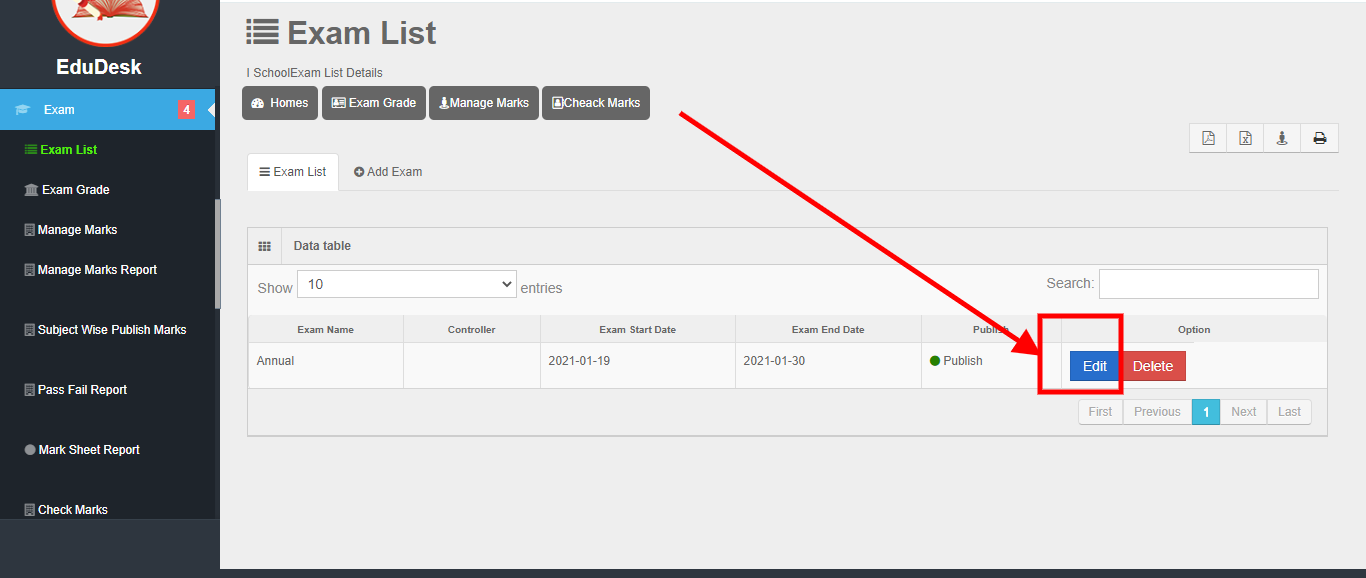 EduDesk
Exam 4
Exam List
Exam Grade
Manage Marks
Manage Marks Report
Subject Wise Publish Marks
Pass Fail Report
Mark Sheet Report
Check Marks
Exam List
I SchoolExam List Details
Homes Exam Grade Manage Marks Cheack Marks
Exam List Add Exam
Data table
Show 10 entries Search:
Exam Name Controller Exam Start Date Exam End Date Publish Option
Annual 2021-01-19 2021-01-30 Publish Edit Delete
First Previous 1 Next Last